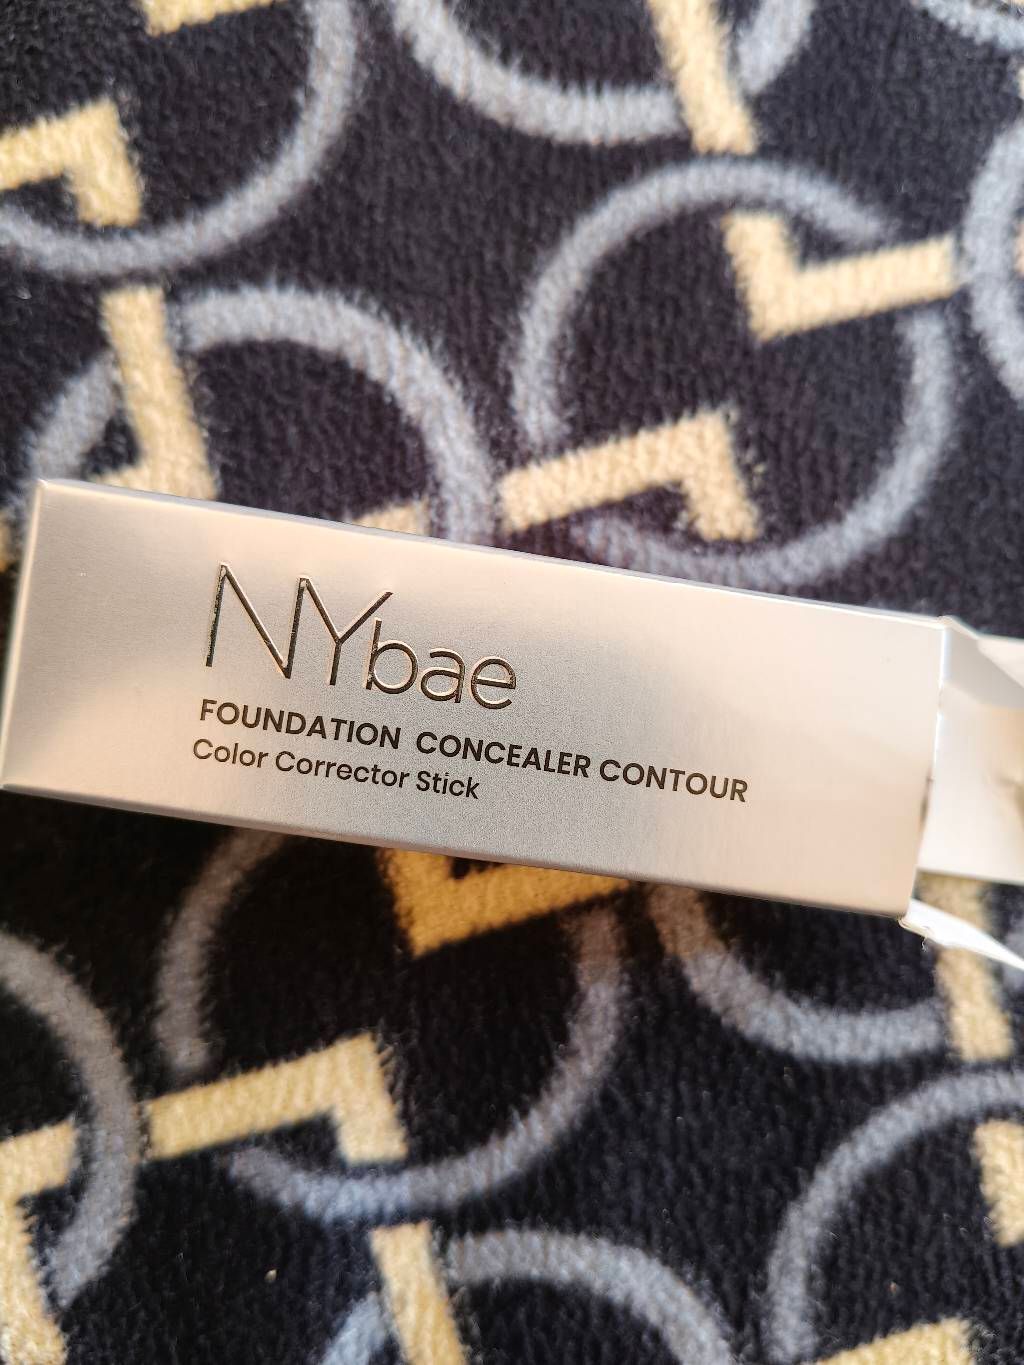 NYbae
FOUNDATION CONCEALER CONTOUR
Color Corrector Stick